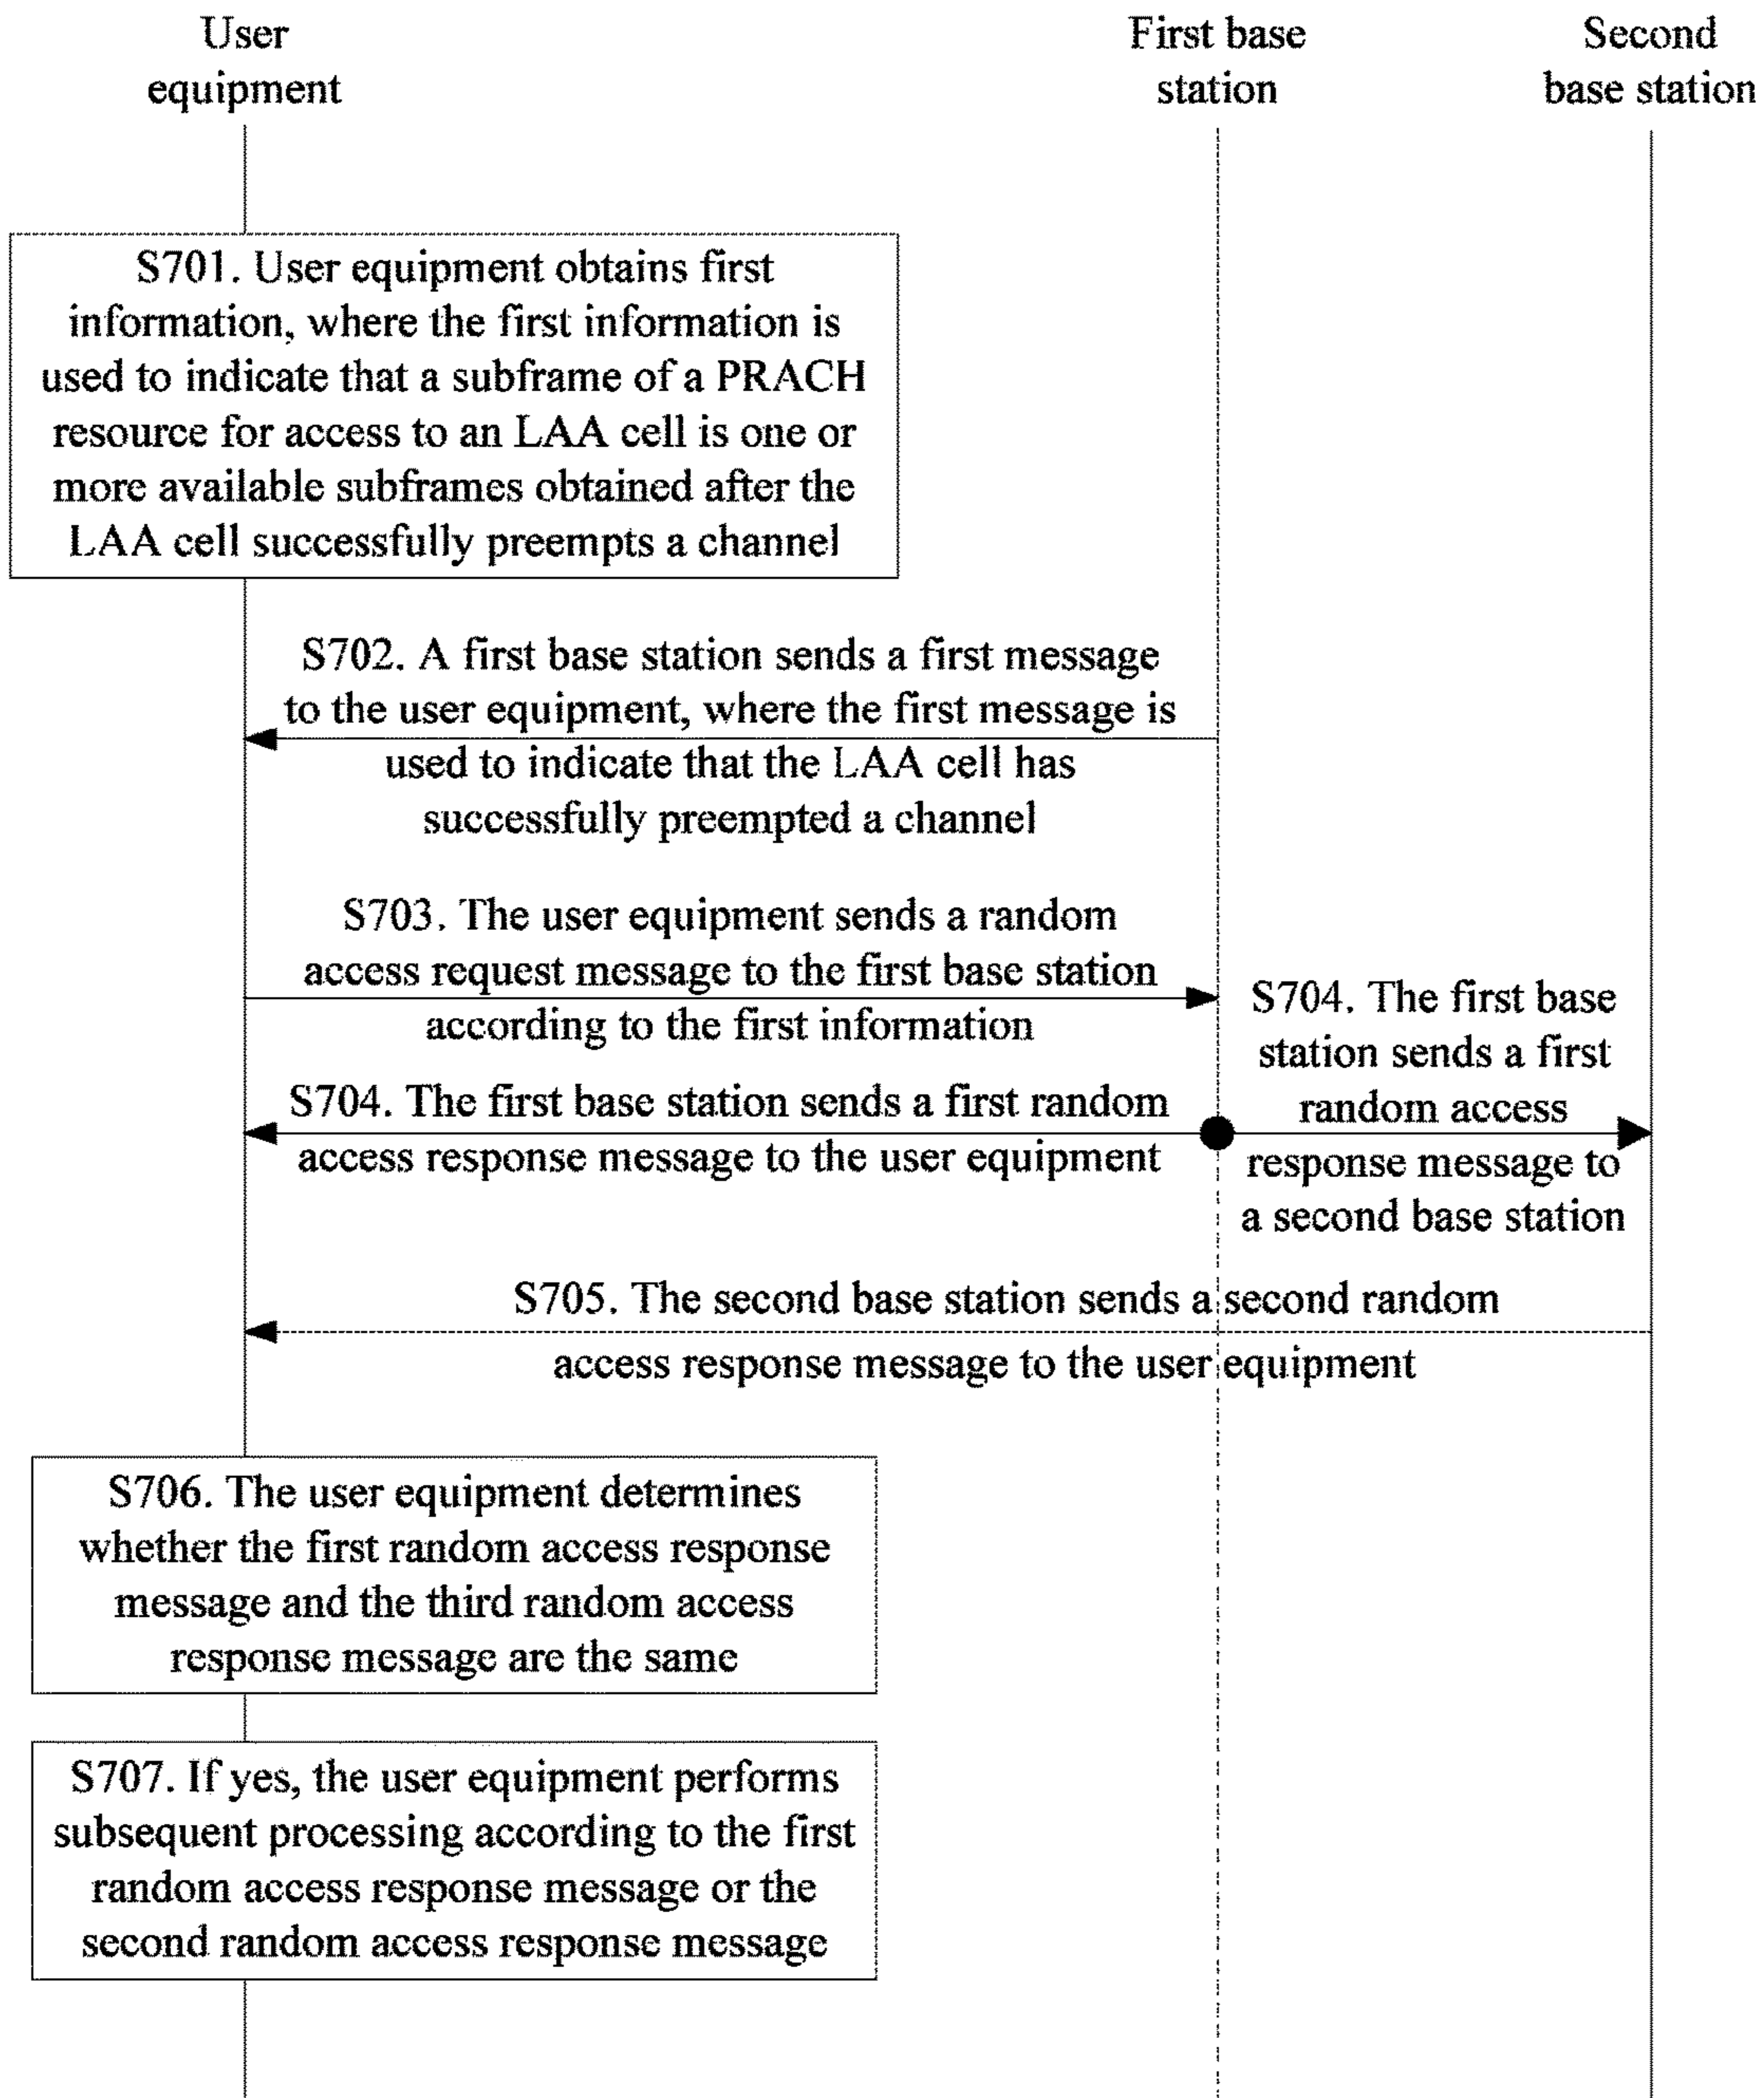 User
equipment
First base
station
Second
base station
S701. User equipment obtains first
information, where the first information is
used to indicate that a subframe of a PRACH
resource for access to an LAA cell is one or
more available subframes obtained after the
LAA cell successfully preempts a channel
S702. A first base station sends a first message
to the user equipment, where the first message is
used to indicate that the LAA cell has
successfully preempted a channel
S703. The user equipment sends a random
access request message to the first base station
according to the first information
S704. The first base station sends a first random
access response message to the user equipment
S704. The first base
station sends a first
random access
response message to
a second base station
S705. The second base station sends a second random
access response message to the user equipment
S706. The user equipment determines
whether the first random access response
message and the third random access
response message are the same
S707. If yes, the user equipment performs
subsequent processing according to the first
random access response message or the
second random access response message